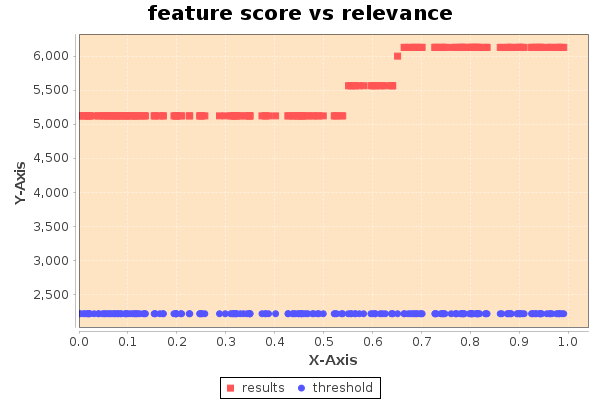 feature score vs relevance
6,000
5,500
5,000
4,500
4,000
3,500
3,000
2,500
Y-Axis
0.0 0.1 0.2 0.3 0.4 0.5 0.6 0.7 0.8 0.9 1.0
X-Axis
results threshold